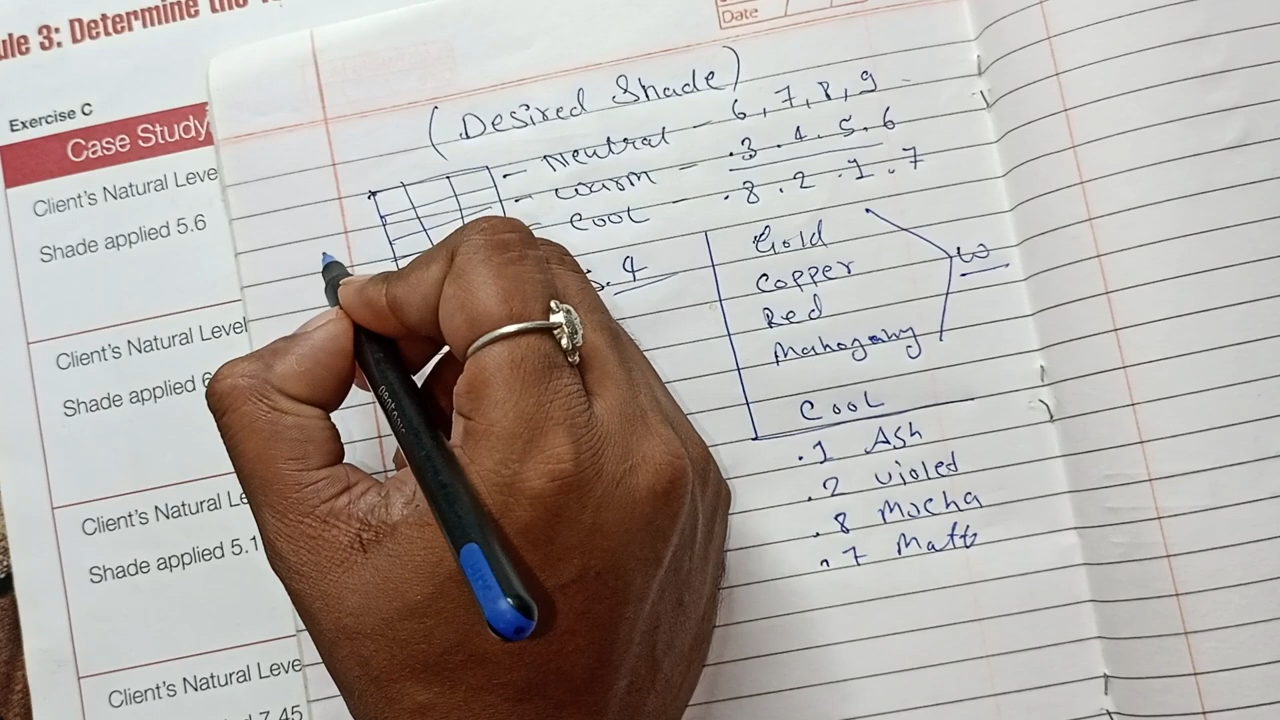 ule 3: Determine the
Exercise C
Case Study
Client's Natural Leve
Shade applied 5.6
Client's Natural Level
Shade applied 6
Client's Natural Le
Shade applied 5.1
Client's Natural Leve
7.45
Date
(Desired Shade)
- Neutral - 6, 7, 8, 9
- warm - .3 .4 .5 .6
Cool - .8 .2 .1 .7
.4
Gold
Copper
Red
Mahogany
W
Cool
.1 Ash
.2 violed
.8 Mocha
.7 Matt